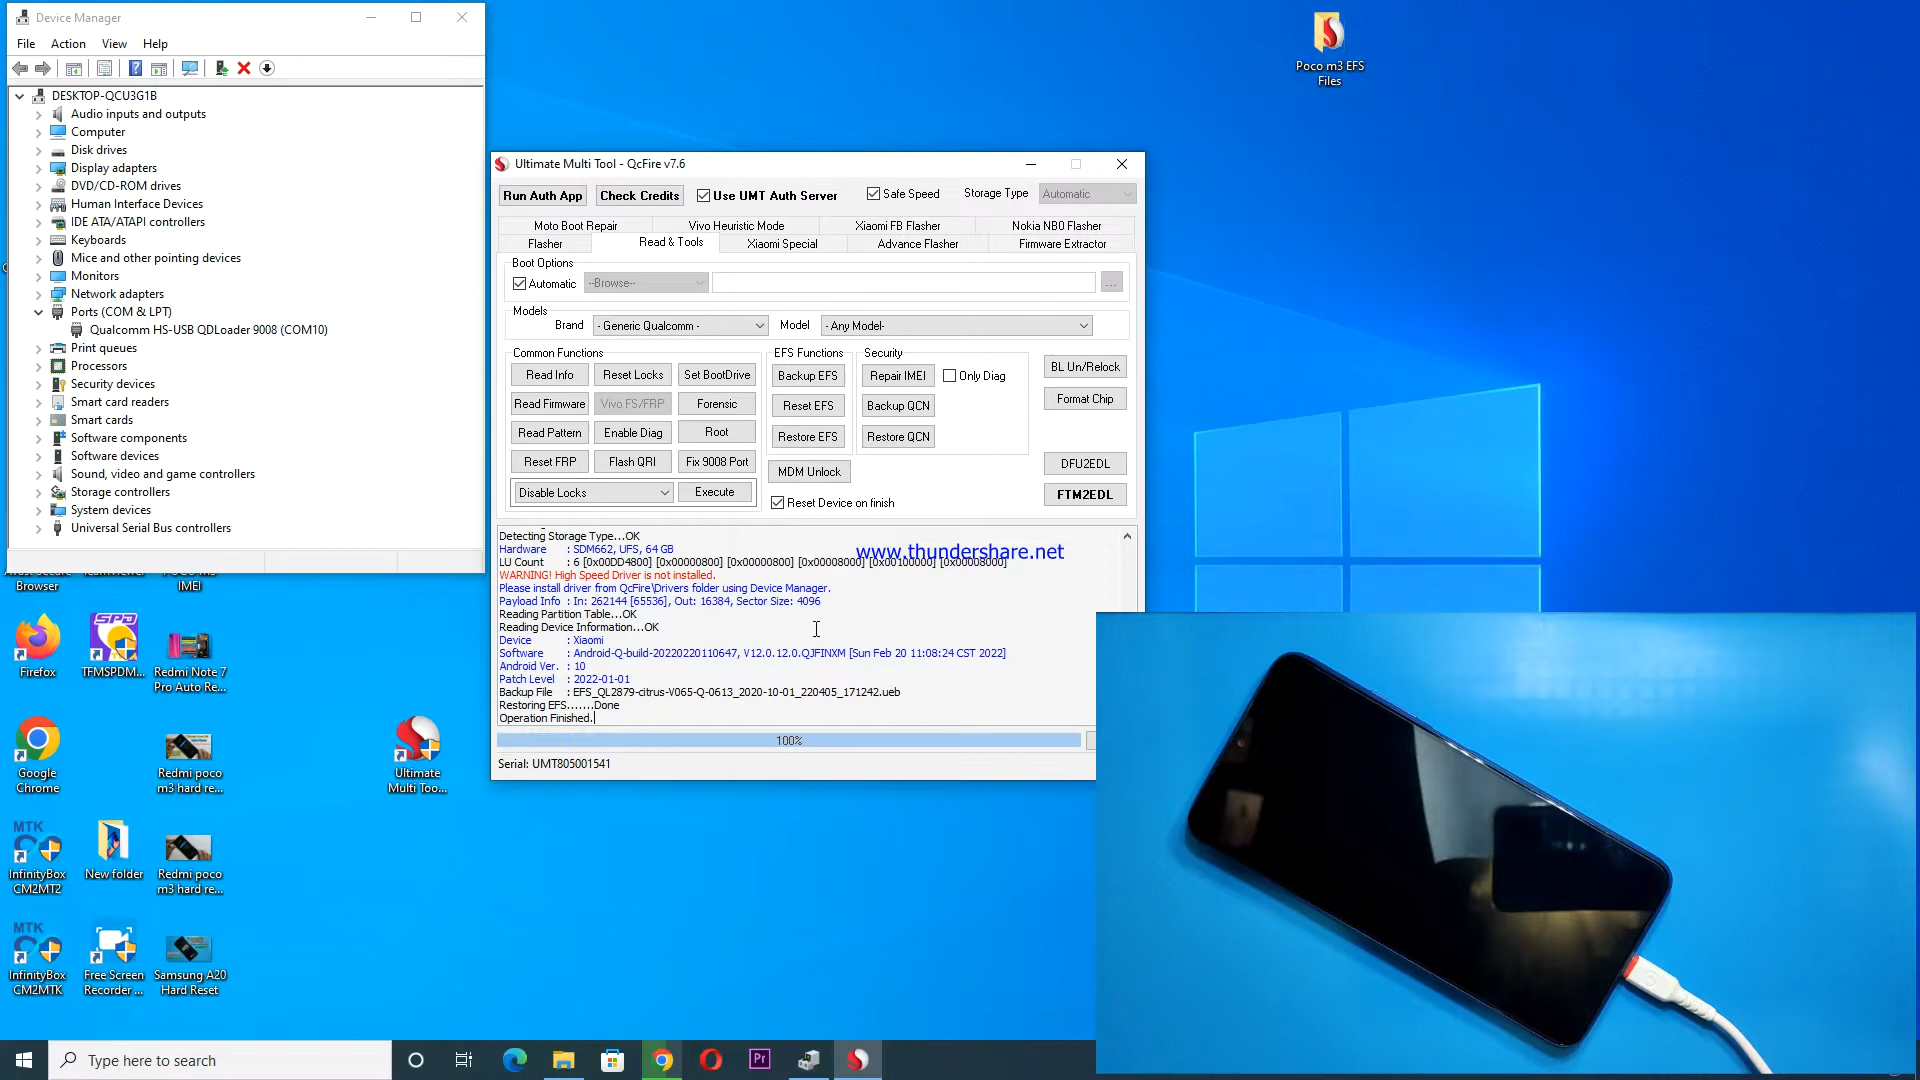 Device Manager
File Action View Help
DESKTOP-QCU3G1B
Audio inputs and outputs
Computer
Disk drives
Display adapters
DVD/CD-ROM drives
Human Interface Devices
IDE ATA/ATAPI controllers
Keyboards
Mice and other pointing devices
Monitors
Network adapters
Ports (COM & LPT)
Qualcomm HS-USB QDLoader 9008 (COM10)
Print queues
Processors
Security devices
Smart card readers
Smart cards
Software components
Software devices
Sound, video and game controllers
Storage controllers
System devices
Universal Serial Bus controllers
Poco m3 EFS
Files
Ultimate Multi Tool - QcFire v7.6
Run Auth App Check Credits Use UMT Auth Server Safe Speed Storage Type Automatic
Moto Boot Repair Vivo Heuristic Mode Xiaomi FB Flasher Nokia NB0 Flasher
Flasher Read & Tools Xiaomi Special Advance Flasher Firmware Extractor
Boot Options
Automatic --Browse-- ...
Models
Brand - Generic Qualcomm - Model - Any Model-
Common Functions EFS Functions Security
Read Info Reset Locks Set BootDrive Backup EFS Repair IMEI Only Diag BL Un/Relock
Read Firmware Vivo FS/FRP Forensic Reset EFS Backup QCN Format Chip
Read Pattern Enable Diag Root Restore EFS Restore QCN
Reset FRP Flash QRI Fix 9008 Port MDM Unlock DFU2EDL
Disable Locks Execute Reset Device on finish FTM2EDL
Detecting Storage Type...OK
Hardware : SDM662, UFS, 64 GB
www.thundershare.net
LU Count : 6 [0x00DD4800] [0x00000800] [0x00000800] [0x00008000] [0x00100000] [0x00008000]
WARNING! High Speed Driver is not installed.
Please install driver from QcFire\Drivers folder using Device Manager.
Payload Info : In: 262144 [65536], Out: 16384, Sector Size: 4096
Reading Partition Table...OK
Reading Device Information...OK
Device : Xiaomi
Software : Android-Q-build-20220220110647, V12.0.12.0.QJFINXM [Sun Feb 20 11:08:24 CST 2022]
Android Ver. : 10
Patch Level : 2022-01-01
Backup File : EFS_QL2879-citrus-V065-Q-0613_2020-10-01_220405_171242.ueb
Restoring EFS.......Done
Operation Finished.
100%
Serial: UMT805001541
Browser
IMEI
Firefox
SPD
TFMSPDM...
Redmi Note 7
Pro Auto Re...
Google
Chrome
Redmi poco
m3 hard re...
Ultimate
Multi Too...
MTK
InfinityBox
CM2MT2
New folder
Redmi poco
m3 hard re...
MTK
InfinityBox
CM2MTK
Free Screen
Recorder ...
Samsung A20
Hard Reset
Type here to search
Pr